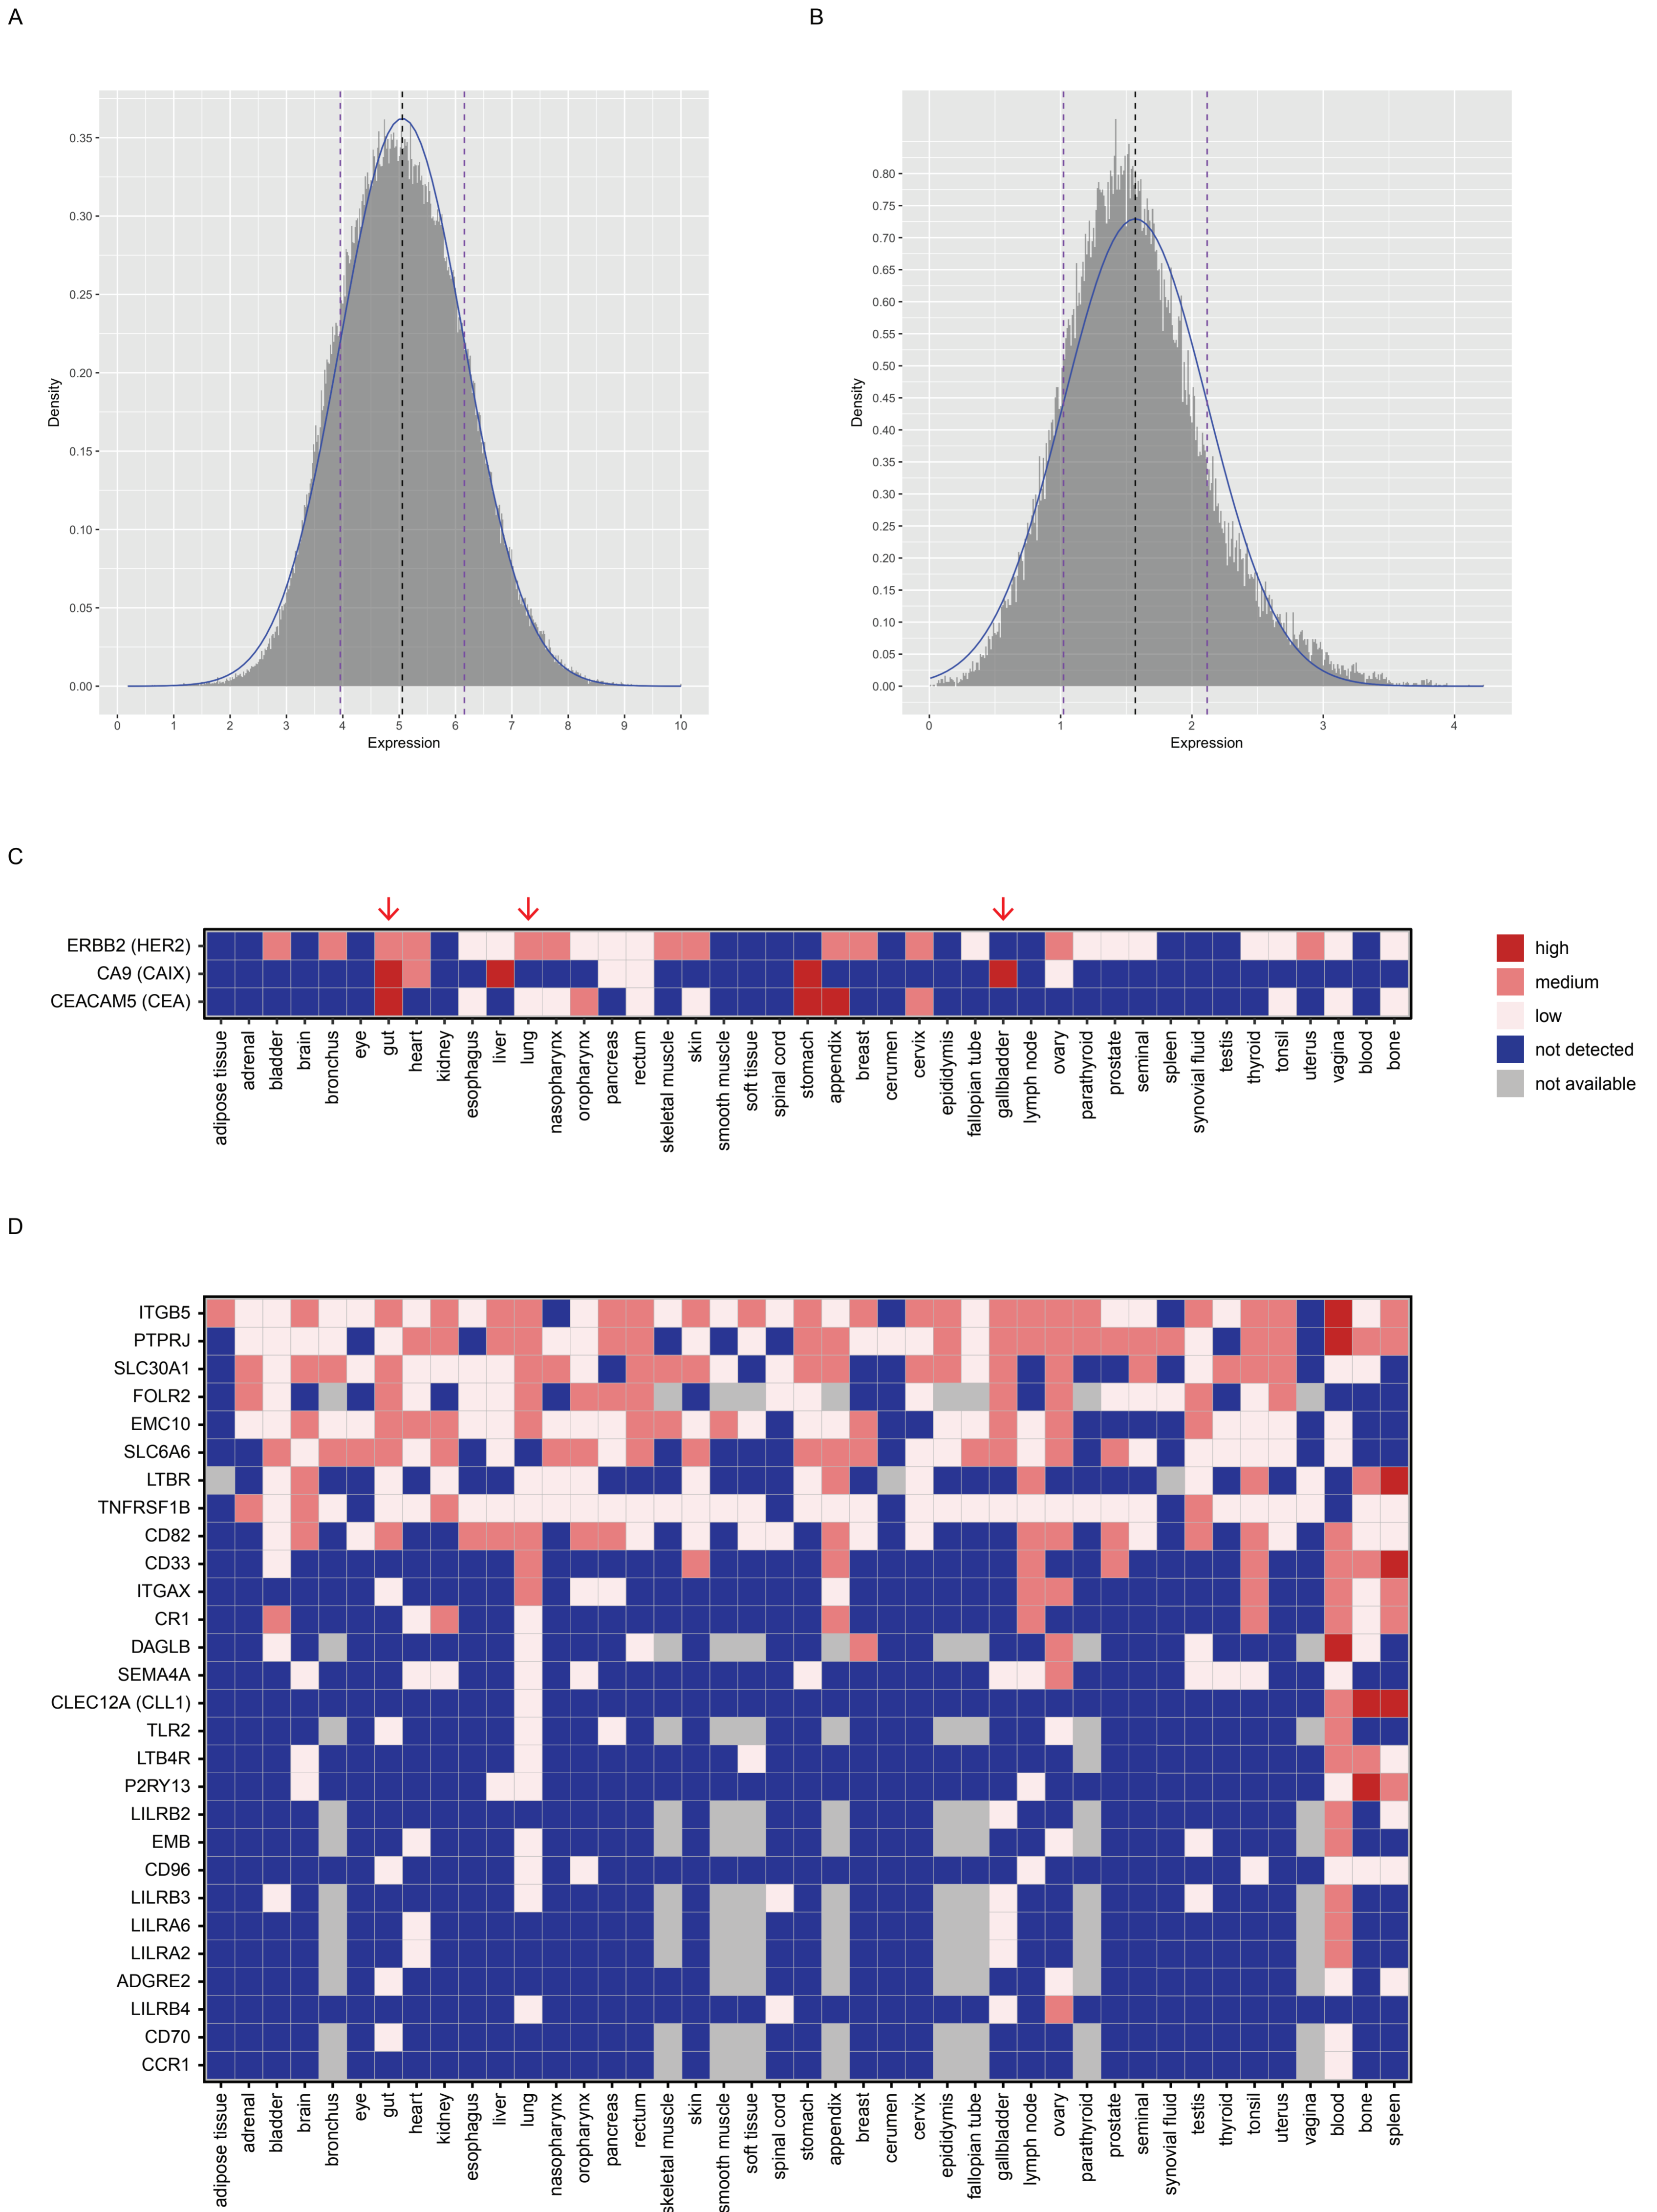 A
B
0.35
0.30
0.25
0.20
0.15
0.10
0.05
0.00
Density
0 1 2 3 4 5 6 7 8 9 10
Expression
0.80
0.75
0.70
0.65
0.60
0.55
0.50
0.45
0.40
0.35
0.30
0.25
0.20
0.15
0.10
0.05
0.00
Density
0 1 2 3 4
Expression
C
ERBB2 (HER2)
CA9 (CAIX)
CEACAM5 (CEA)
adipose tissue
adrenal
bladder
brain
bronchus
eye
gut
heart
kidney
esophagus
liver
lung
nasopharynx
oropharynx
pancreas
rectum
skeletal muscle
skin
smooth muscle
soft tissue
spinal cord
stomach
appendix
breast
cerumen
cervix
epididymis
fallopian tube
gallbladder
lymph node
ovary
parathyroid
prostate
seminal
spleen
synovial fluid
testis
thyroid
tonsil
uterus
vagina
blood
bone
high
medium
low
not detected
not available
D
ITGB5
PTPRJ
SLC30A1
FOLR2
EMC10
SLC6A6
LTBR
TNFRSF1B
CD82
CD33
ITGAX
CR1
DAGLB
SEMA4A
CLEC12A (CLL1)
TLR2
LTB4R
P2RY13
LILRB2
EMB
CD96
LILRB3
LILRA6
LILRA2
ADGRE2
LILRB4
CD70
CCR1
adipose tissue
adrenal
bladder
brain
bronchus
eye
gut
heart
kidney
esophagus
liver
lung
nasopharynx
oropharynx
pancreas
rectum
skeletal muscle
skin
smooth muscle
soft tissue
spinal cord
stomach
appendix
breast
cerumen
cervix
epididymis
fallopian tube
gallbladder
lymph node
ovary
parathyroid
prostate
seminal
synovial fluid
testis
thyroid
tonsil
uterus
vagina
blood
bone
spleen